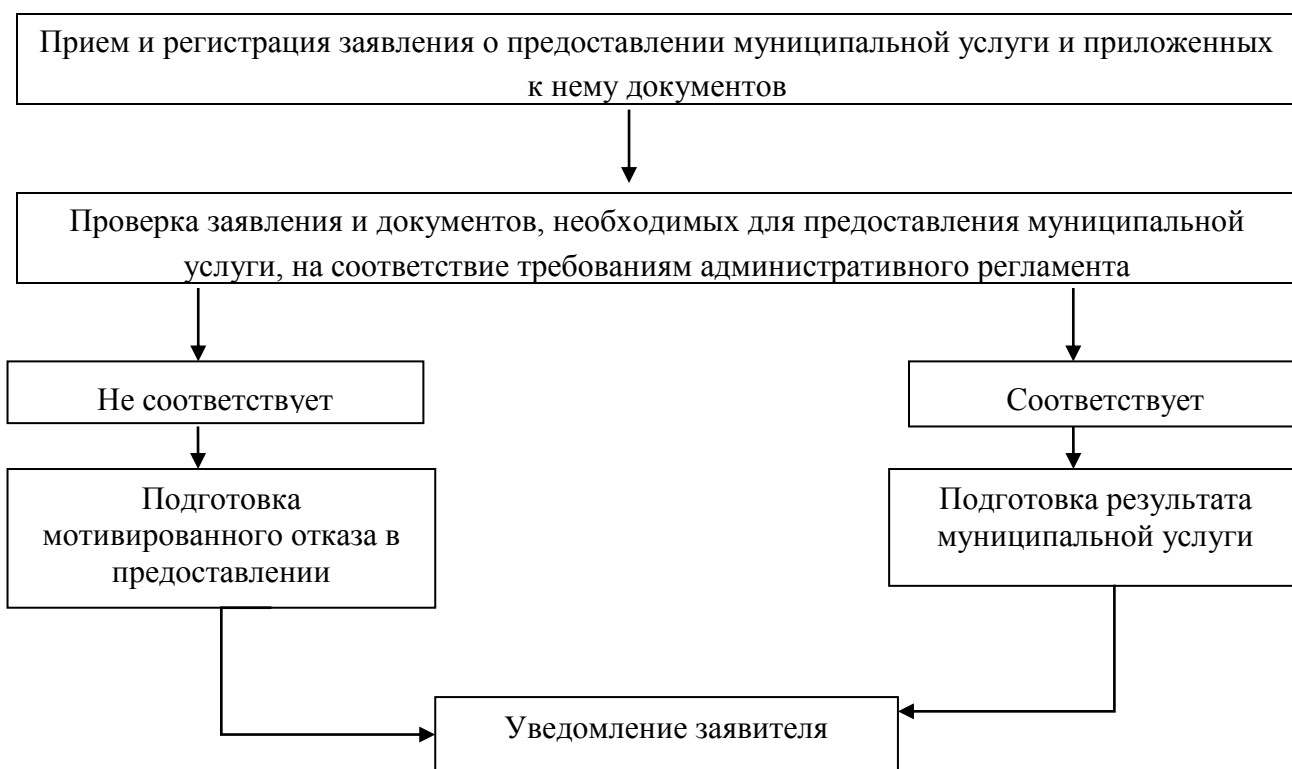 Прием и регистрация заявления о предоставлении муниципальной услуги и приложенных
к нему документов
Проверка заявления и документов, необходимых для предоставления муниципальной
услуги, на соответствие требованиям административного регламента
Не соответствует
Соответствует
Подготовка
мотивированного отказа в
предоставлении
Подготовка результата
муниципальной услуги
Уведомление заявителя